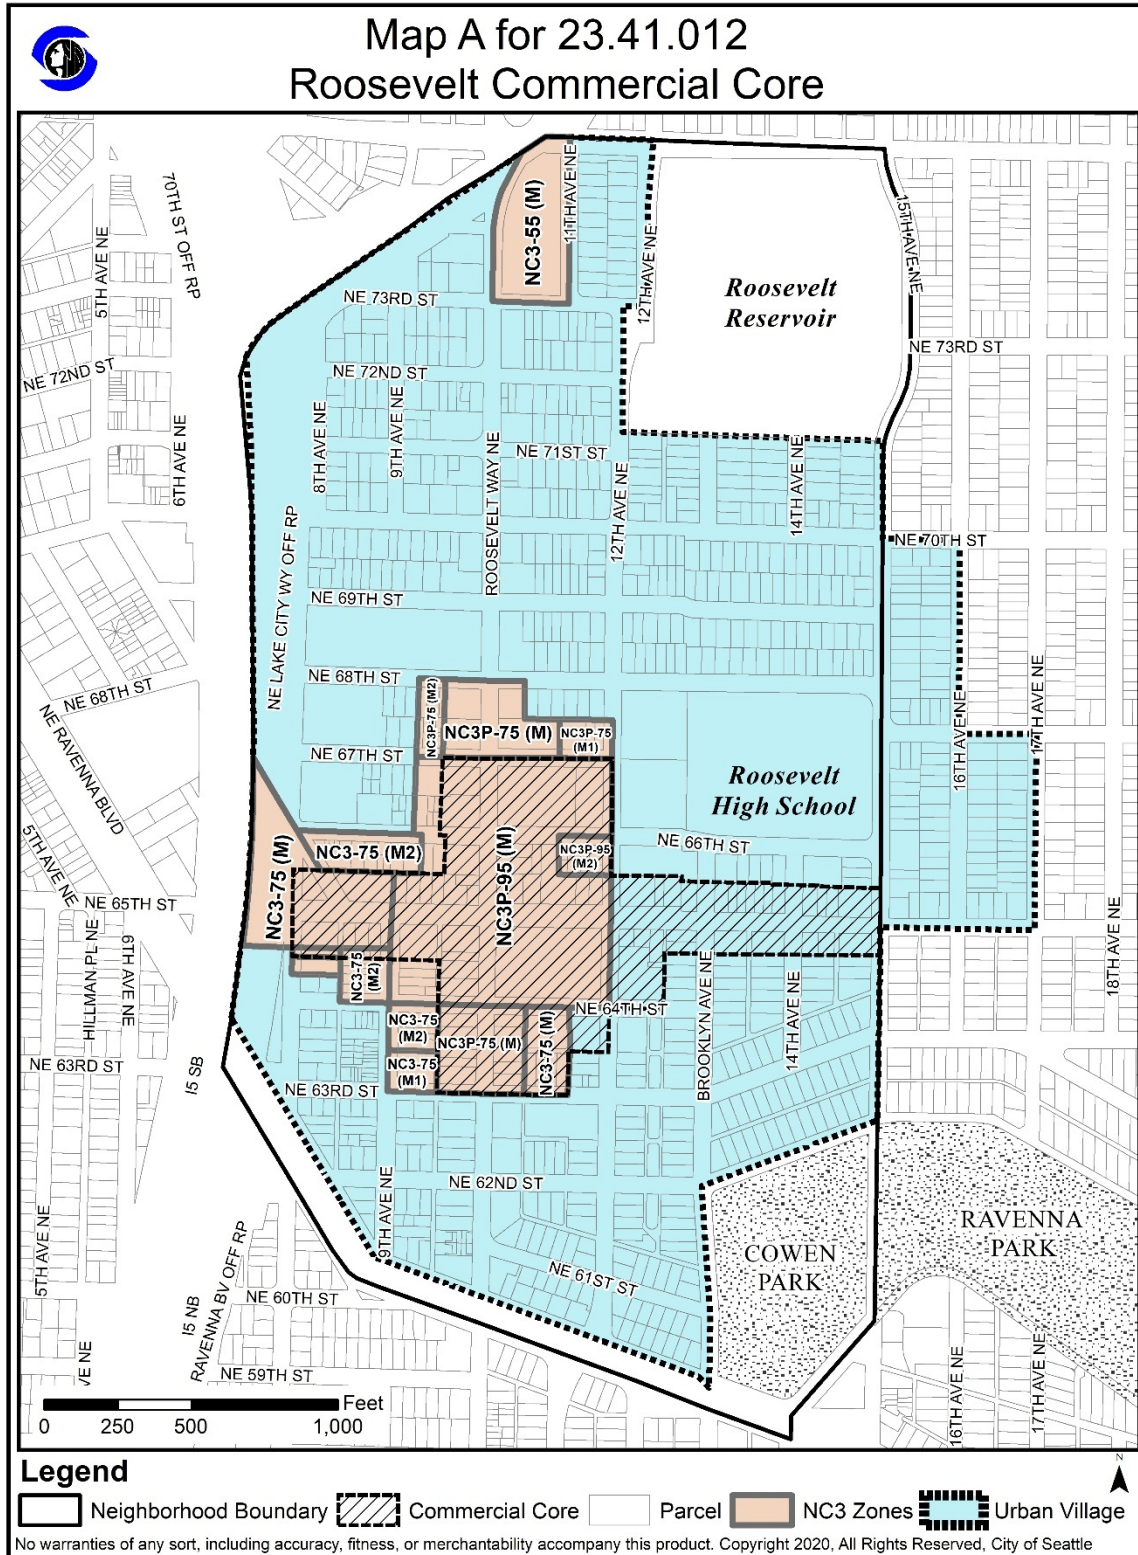 Map A for 23.41.012
Roosevelt Commercial Core
70TH ST OFF RP
5TH AVE NE
11TH AVE NE
NC3-55 (M)
15TH AVE NE
12TH AVE NE
Roosevelt
Reservoir
NE 73RD ST
NE 73RD ST
NE 72ND ST
NE 72ND ST
6TH AVE NE
8TH AVE NE
9TH AVE NE
ROOSEVELT WAY NE
NE 71ST ST
12TH AVE NE
14TH AVE NE
NE 70TH ST
NE LAKE CITY WY OFF RP
NE 69TH ST
NE 68TH ST
NE 68TH ST
NC3P-75 (M2)
NC3P-75 (M)
NC3P-75
(M1)
16TH AVE NE
17TH AVE NE
NE RAVENNA BLVD
NE 67TH ST
Roosevelt
High School
5TH AVE NE
NC3-75 (M)
NC3-75 (M2)
NC3P-95 (M)
NC3P-95
(M2)
NE 66TH ST
NE 65TH ST
HILLMAN PL NE
6TH AVE NE
18TH AVE NE
NC3-75
(M2)
BROOKLYN AVE NE
14TH AVE NE
NE 64TH ST
NC3-75
(M2)
NC3P-75 (M)
NC3-75 (M)
NE 63RD ST
I5 SB
NE 63RD ST
NC3-75
(M1)
9TH AVE NE
NE 62ND ST
5TH AVE NE
RAVENNA BV OFF RP
I5 NB
RAVENNA
PARK
COWEN
PARK
NE 61ST ST
NE 60TH ST
NE 59TH ST
VE NE
16TH AVE NE
17TH AVE NE
Feet
0 250 500 1,000
Legend
N
Neighborhood Boundary Commercial Core Parcel NC3 Zones Urban Village
No warranties of any sort, including accuracy, fitness, or merchantability accompany this product. Copyright 2020, All Rights Reserved, City of Seattle